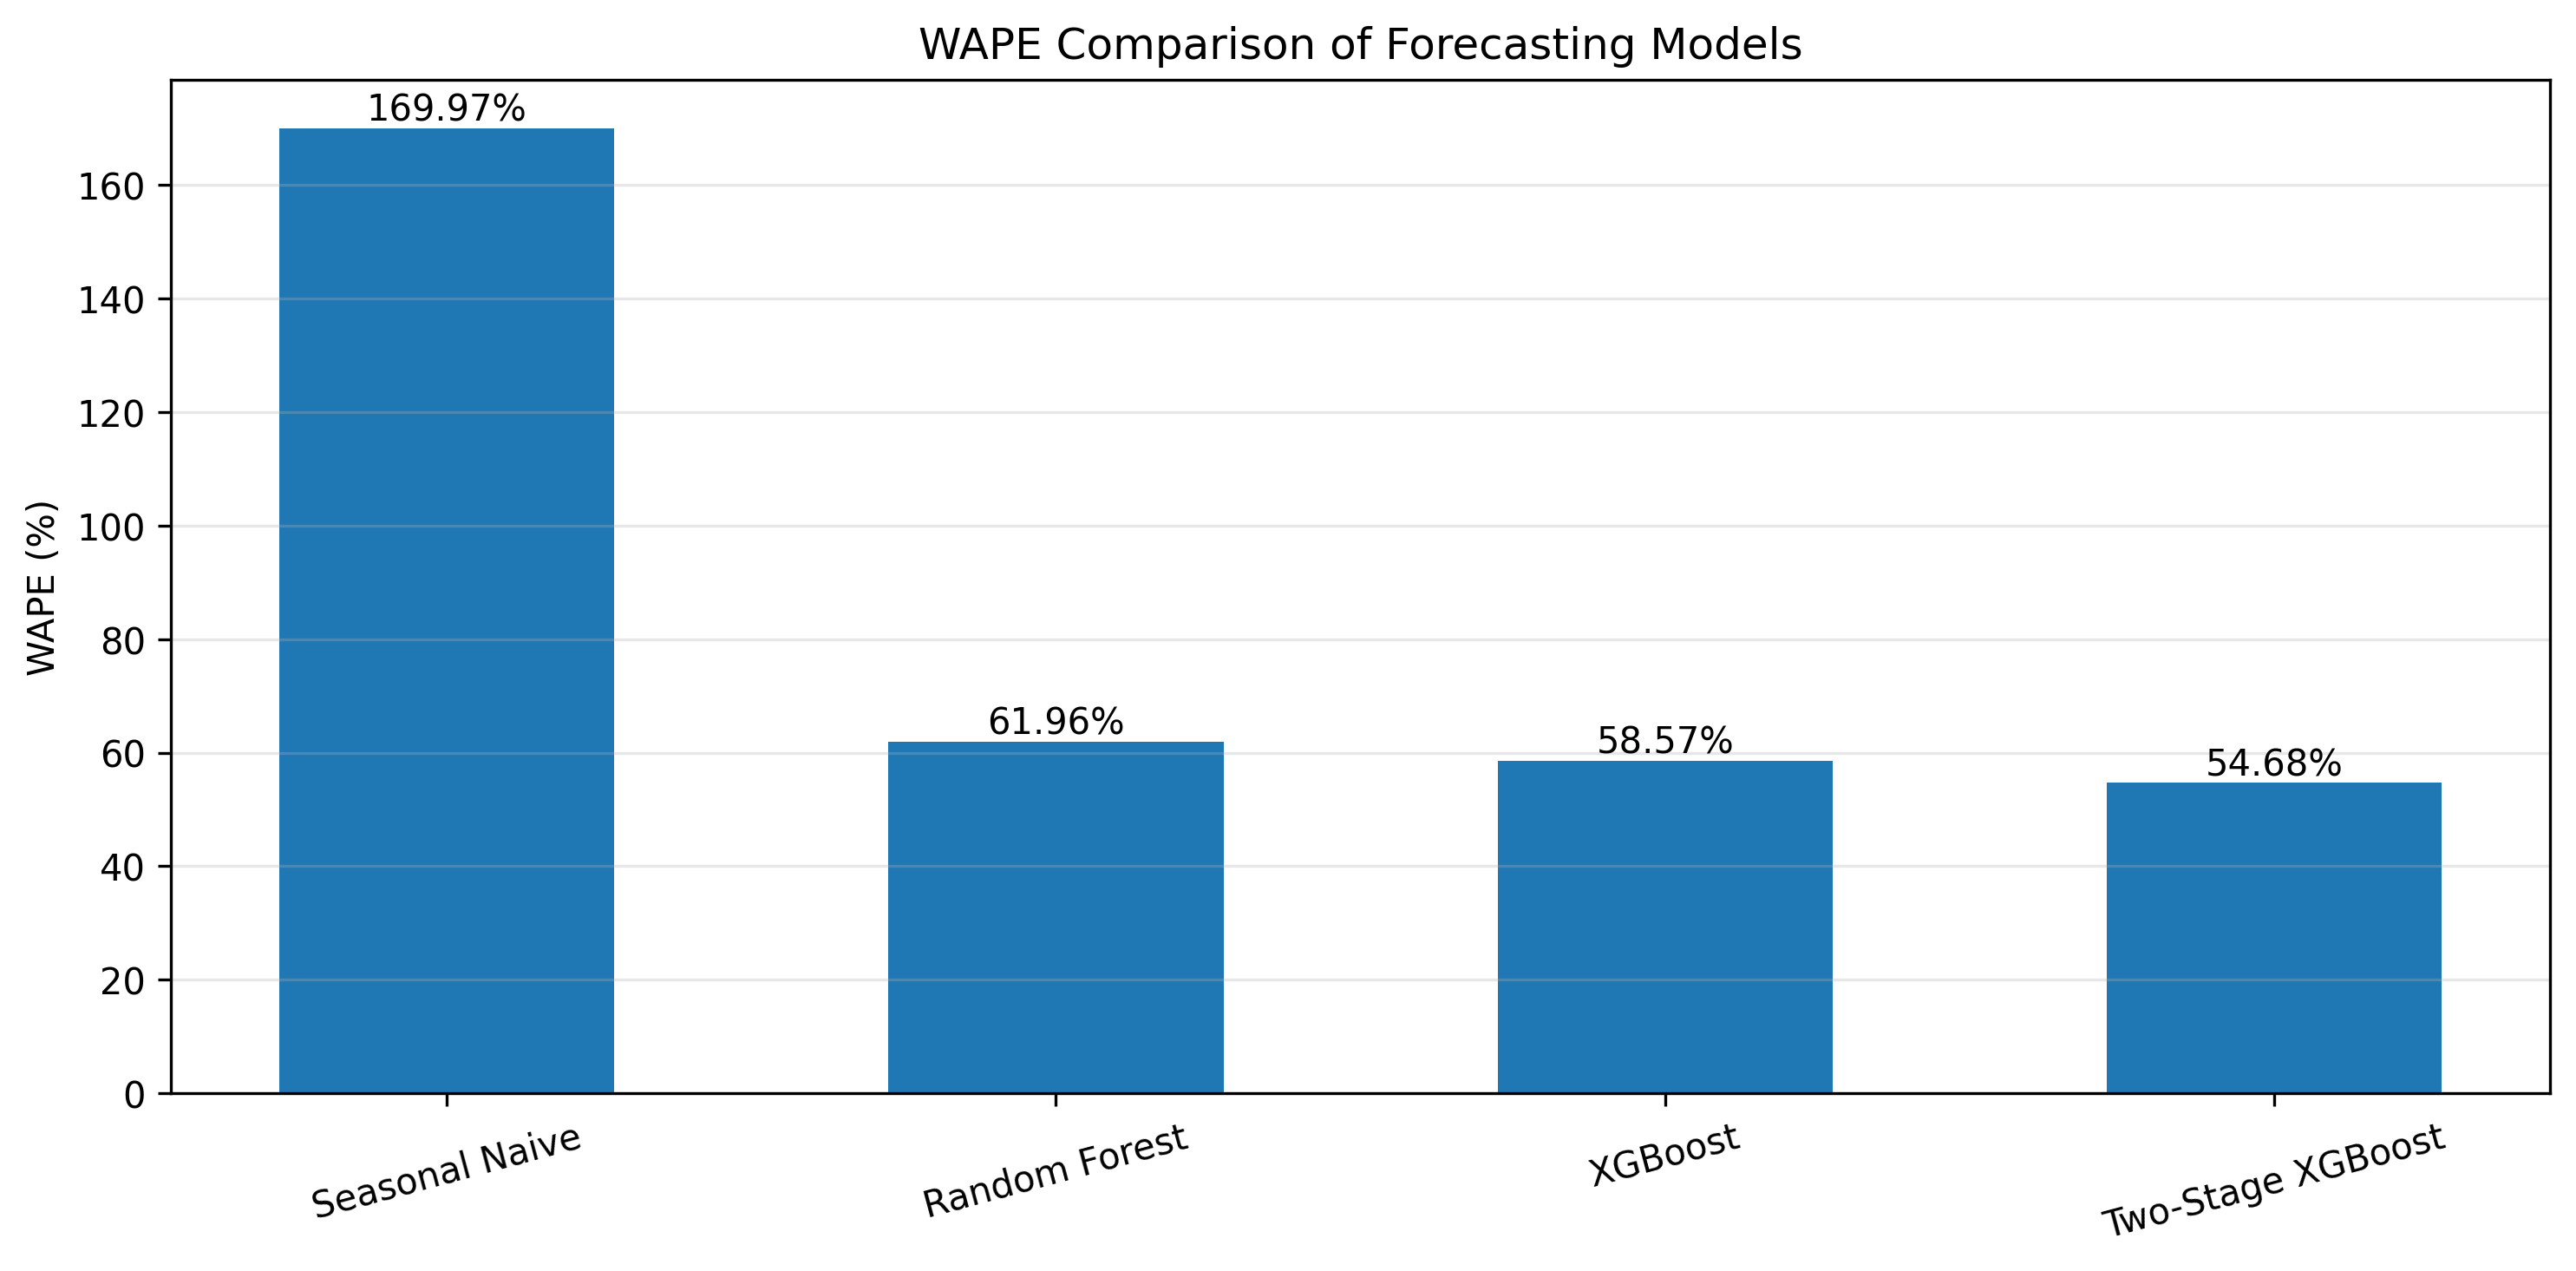 WAPE Comparison of Forecasting Models
WAPE (%)
160
140
120
100
80
60
40
20
0
169.97%
61.96%
58.57%
54.68%
Seasonal Naive
Random Forest
XGBoost
Two-Stage XGBoost